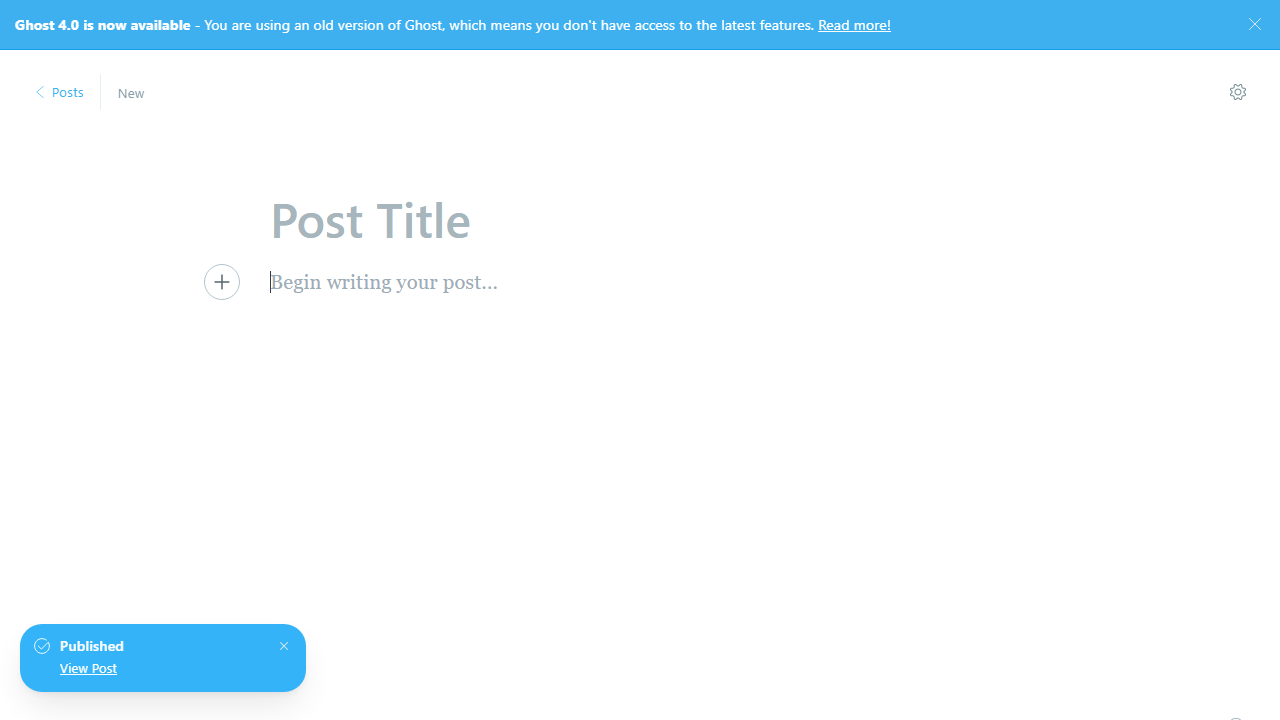 Ghost 4.0 is now available - You are using an old version of Ghost, which means you don't have access to the latest features. Read more!
Posts
New
Post Title
Begin writing your post...
Published
View Post